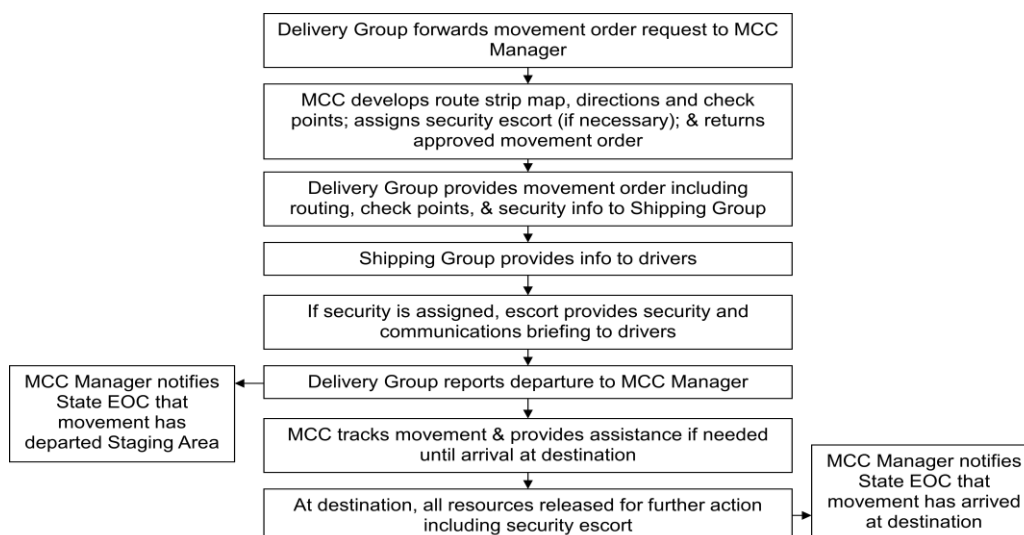 Delivery Group forwards movement order request to MCC
Manager
MCC develops route strip map, directions and check
points; assigns security escort (if necessary); & returns
approved movement order
Delivery Group provides movement order including
routing, check points, & security info to Shipping Group
Shipping Group provides info to drivers
If security is assigned, escort provides security and
communications briefing to drivers
Delivery Group reports departure to MCC Manager
MCC Manager notifies
State EOC that
movement has
departed Staging Area
MCC tracks movement & provides assistance if needed
until arrival at destination
At destination, all resources released for further action
including security escort
MCC Manager notifies
State EOC that
movement has arrived
at destination